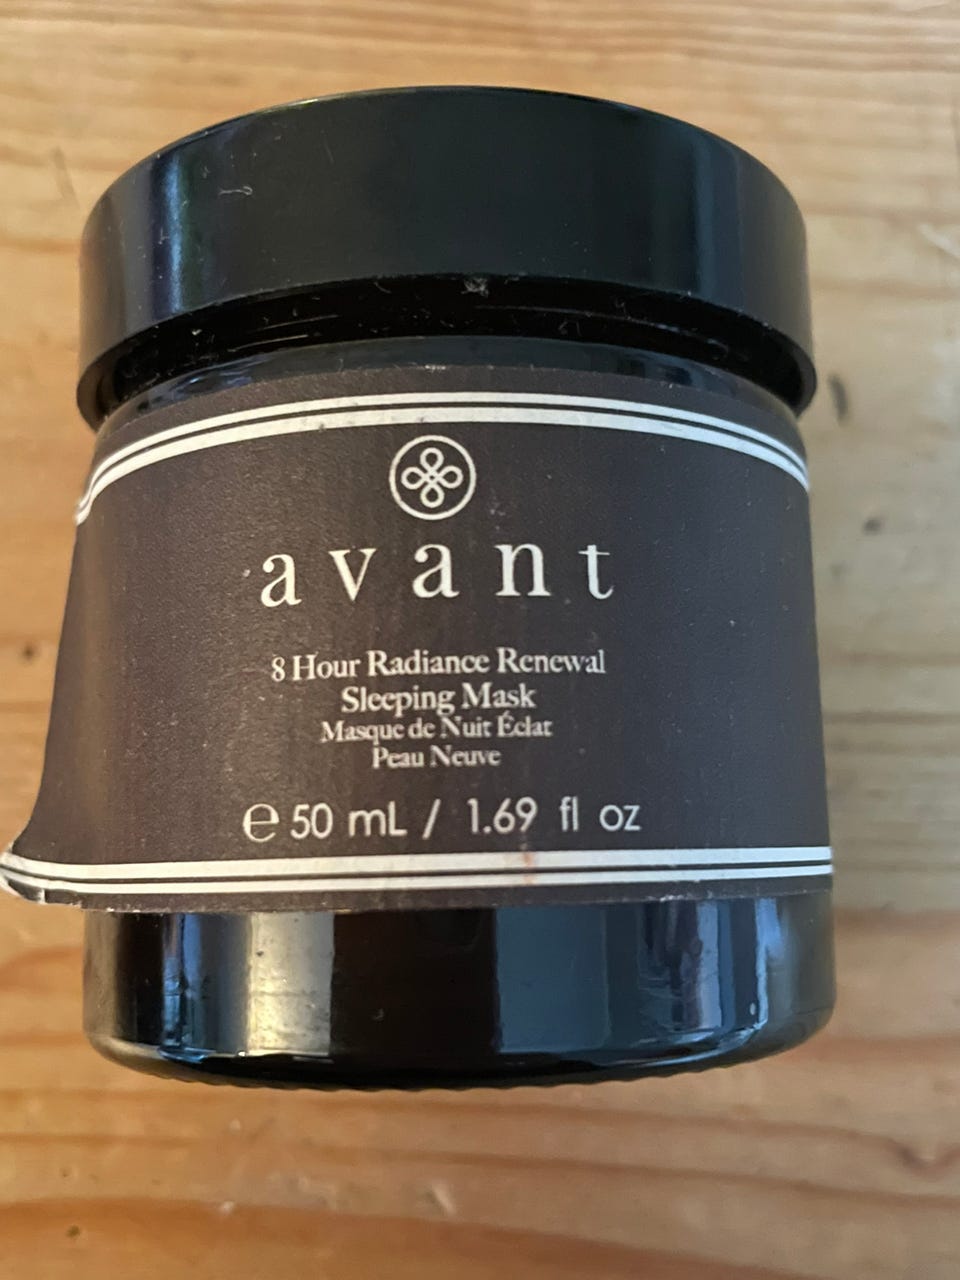 avant
8 Hour Radiance Renewal
Sleeping Mask
Masque de Nuit Éclat
Peau Neuve
℮ 50 mL / 1.69 fl oz